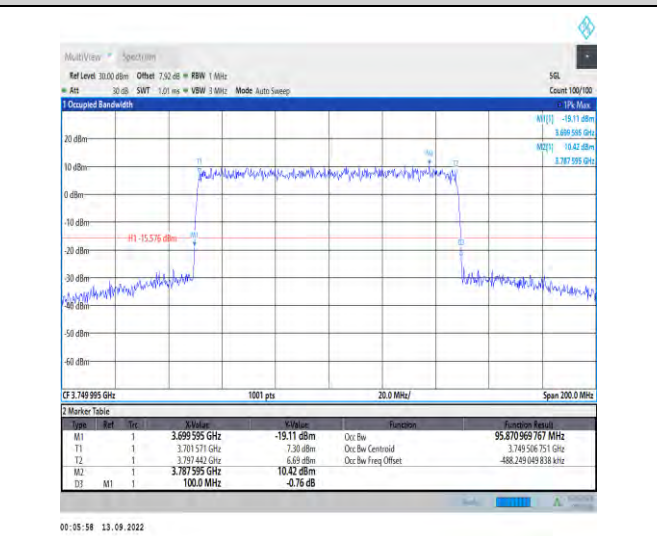 MultiView Spectrum
Ref Level 30.00 dBm Offset 7.92 dB RBW 1 MHz SGL
Att 30 dB SWT 1.01 ms VBW 3 MHz Mode Auto Sweep Count 100/100
1 Occupied Bandwidth 1Pk Max
M1[1] -19.11 dBm
3.699 595 GHz
M2[1] 10.42 dBm
3.787 595 GHz
20 dBm
10 dBm
0 dBm
-10 dBm
-20 dBm
-30 dBm
-40 dBm
-50 dBm
-60 dBm
T1
T2
M1
D3
H1 -15.576 dBm
CF 3.749 995 GHz 1001 pts 20.0 MHz/ Span 200.0 MHz
2 Marker Table
Type Ref Trc X-Value Y-Value Function Function Result
M1 1 3.699 595 GHz -19.11 dBm Occ Bw 95.870 969 767 MHz
T1 1 3.701 571 GHz 7.30 dBm Occ Bw Centroid 3.749 506 751 GHz
T2 1 3.797 442 GHz 6.69 dBm Occ Bw Freq Offset -488.249 049 838 kHz
M2 1 3.787 595 GHz 10.42 dBm
D3 M1 1 100.0 MHz -0.76 dB
00:05:58 13.09.2022